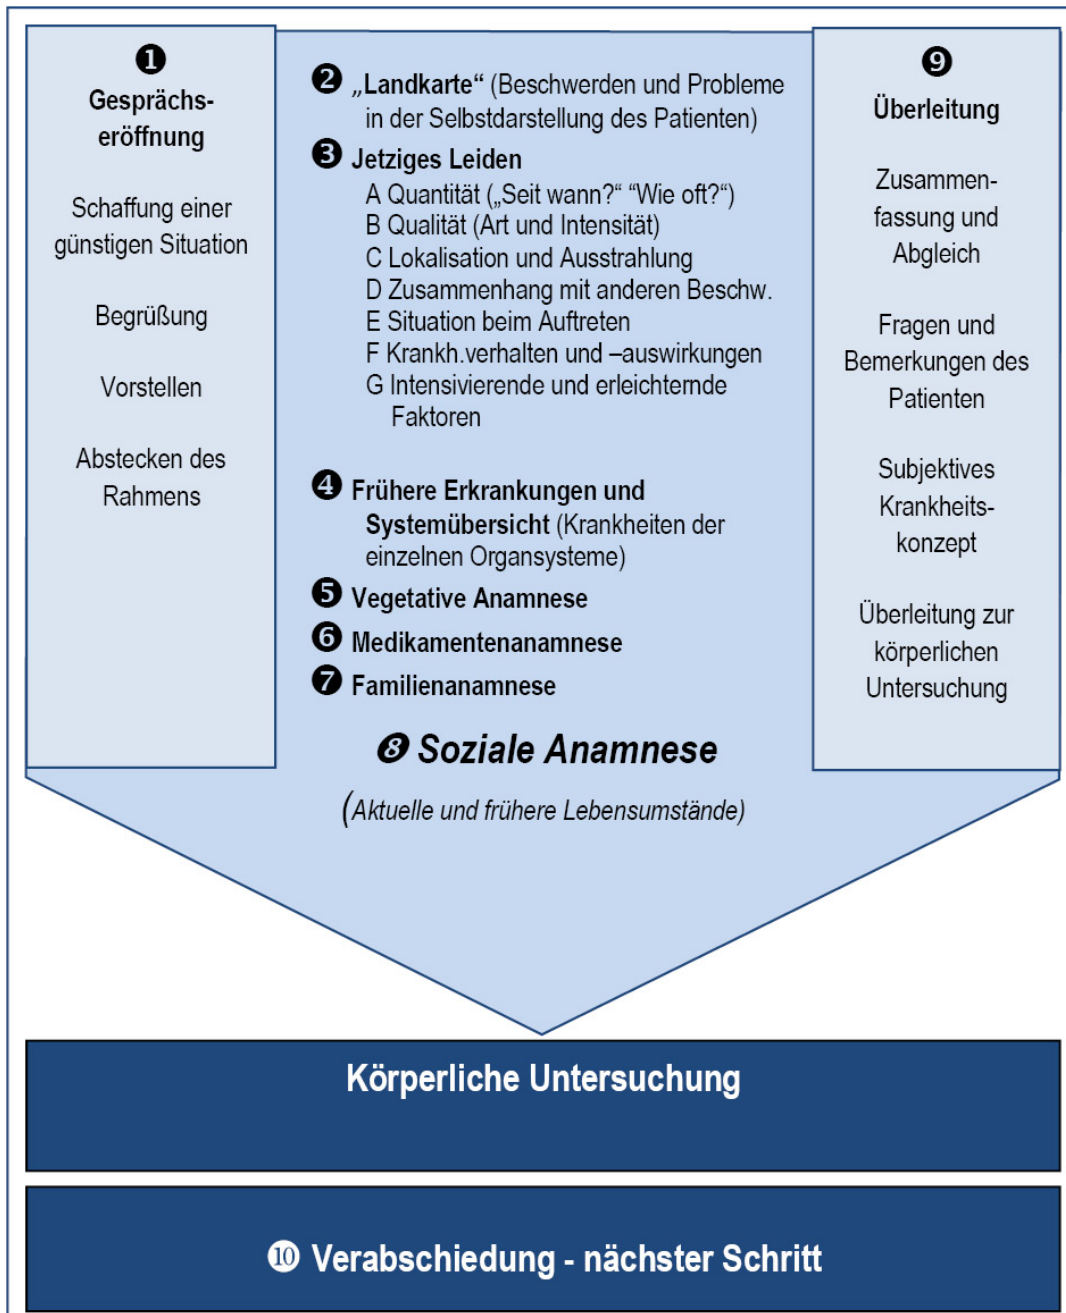 ❶
Gesprächs-
eröffnung
Schaffung einer
günstigen Situation
Begrüßung
Vorstellen
Abstecken des
Rahmens
❷ „Landkarte“ (Beschwerden und Probleme
in der Selbstdarstellung des Patienten)
❸ Jetziges Leiden
A Quantität („Seit wann?“ “Wie oft?“)
B Qualität (Art und Intensität)
C Lokalisation und Ausstrahlung
D Zusammenhang mit anderen Beschw.
E Situation beim Auftreten
F Krankh.verhalten und –auswirkungen
G Intensivierende und erleichternde
Faktoren
❹ Frühere Erkrankungen und
Systemübersicht (Krankheiten der
einzelnen Organsysteme)
❺ Vegetative Anamnese
❻ Medikamentenanamnese
❼ Familienanamnese
❽ Soziale Anamnese
(Aktuelle und frühere Lebensumstände)
❾
Überleitung
Zusammen-
fassung und
Abgleich
Fragen und
Bemerkungen des
Patienten
Subjektives
Krankheits-
konzept
Überleitung zur
körperlichen
Untersuchung
Körperliche Untersuchung
❿ Verabschiedung - nächster Schritt